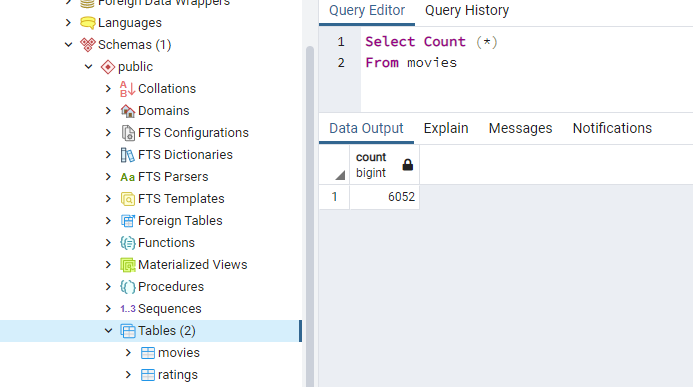 Foreign Data Wrappers
Languages
Schemas (1)
public
A↓
B
Collations
Domains
FTS Configurations
FTS Dictionaries
Aa FTS Parsers
FTS Templates
Foreign Tables
Functions
Materialized Views
Procedures
1..3 Sequences
Tables (2)
movies
ratings
Query Editor Query History
1 Select Count (*)
2 From movies
Data Output Explain Messages Notifications
count
bigint
1 6052